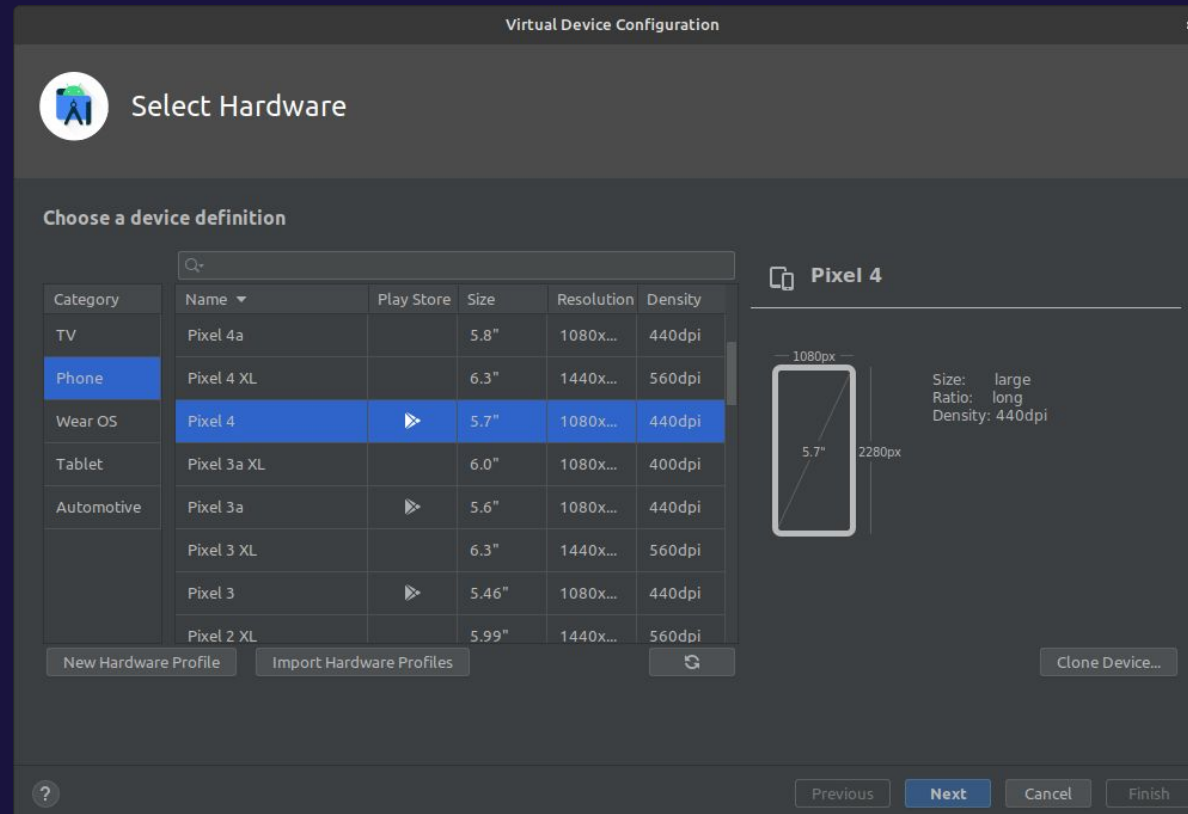 Virtual Device Configuration
Select Hardware
Choose a device definition
Pixel 4
Category Name Play Store Size Resolution Density
TV
Phone
Wear OS
Tablet
Automotive
Pixel 4a 5.8" 1080x... 440dpi
Pixel 4 XL 6.3" 1440x... 560dpi
Pixel 4 5.7" 1080x... 440dpi
Pixel 3a XL 6.0" 1080x... 400dpi
Pixel 3a 5.6" 1080x... 440dpi
Pixel 3 XL 6.3" 1440x... 560dpi
Pixel 3 5.46" 1080x... 440dpi
Pixel 2 XL 5.99" 1440x... 560dpi
1080px
5.7"
2280px
Size: large
Ratio: long
Density: 440dpi
New Hardware Profile Import Hardware Profiles Clone Device...
? Previous Next Cancel Finish